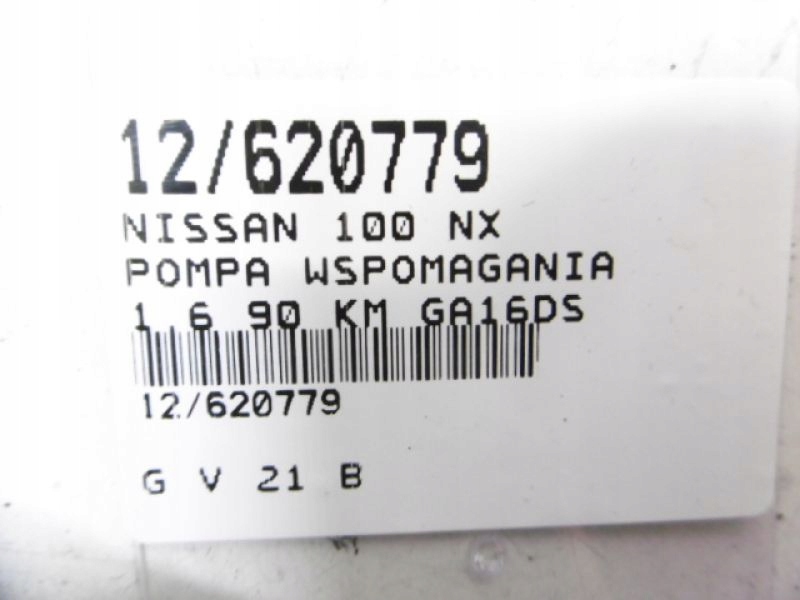 12/620779
NISSAN 100 NX
POMPA WSPOMAGANIA
1.6 90 KM GA16DS
12/620779
G V 21 B